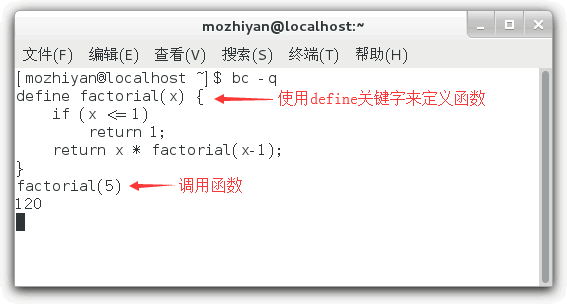 mozhiyan@localhost:~
文件(F) 编辑(E) 查看(V) 搜索(S) 终端(T) 帮助(H)
[mozhiyan@localhost ~]$ bc -q
define factorial(x) {
使用define关键字来定义函数
    if (x <=1)
        return 1;
    return x * factorial(x-1);
}
factorial(5)
调用函数
120